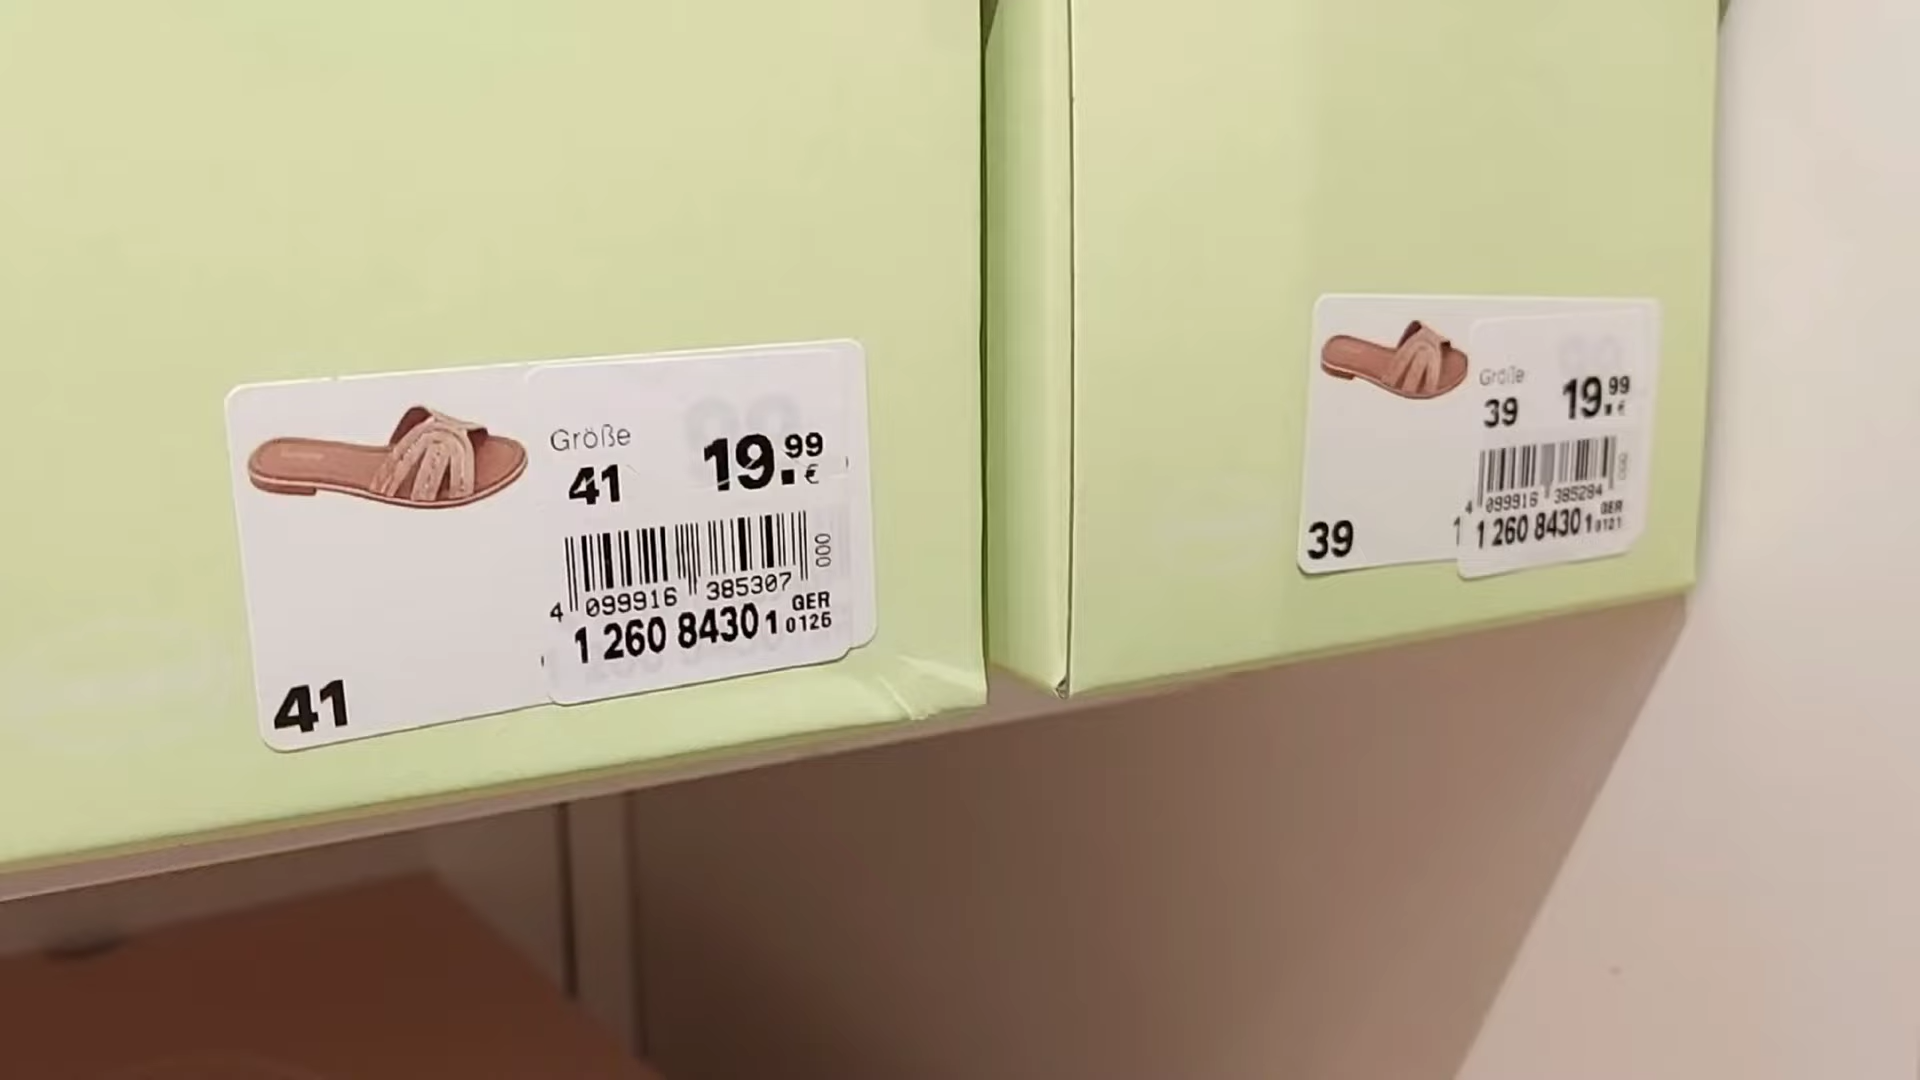 Größe
41 19.99 €
000
4 099916 385307
1 260 8430 1 GER 0126
41
Größe
39 19.99 €
000
4 099916 385294
1 260 8430 1 GER 0121
39